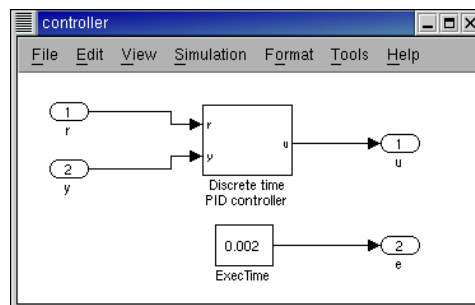 controller
File Edit View Simulation Format Tools Help
1
r
r
u
1
u
2
y
y
Discrete time
PID controller
0.002
ExecTime
2
e